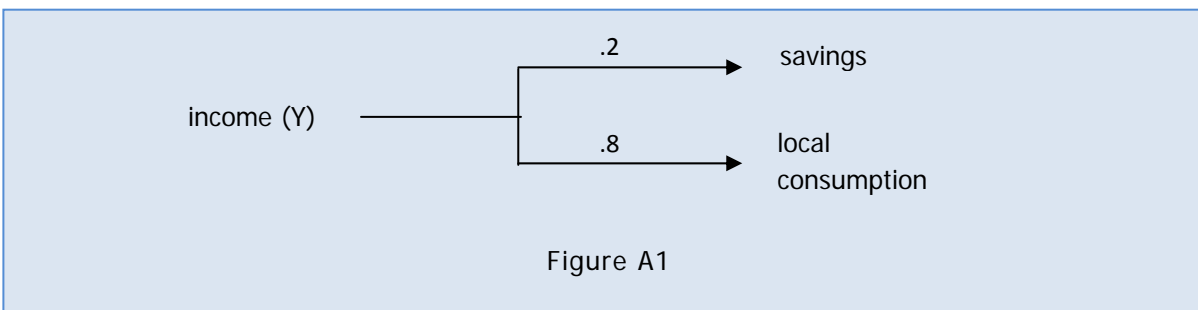 .2
savings
income (Y)
.8
local
consumption
Figure A1